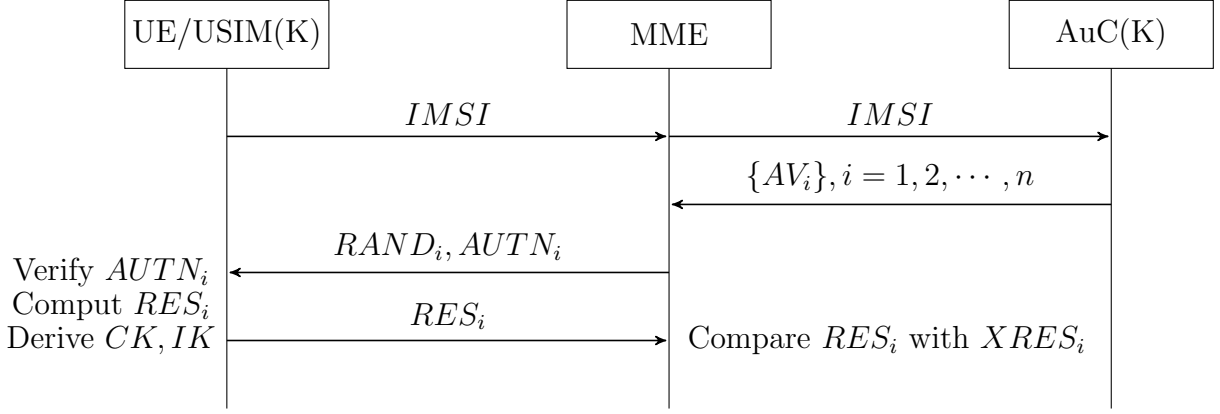 UE/USIM(K)
MME
AuC(K)
IMSI
IMSI
{AV_i}, i = 1, 2, ⋯ , n
RAND_i, AUTN_i
Verify AUTN_i
Comput RES_i
Derive CK, IK
RES_i
Compare RES_i with XRES_i